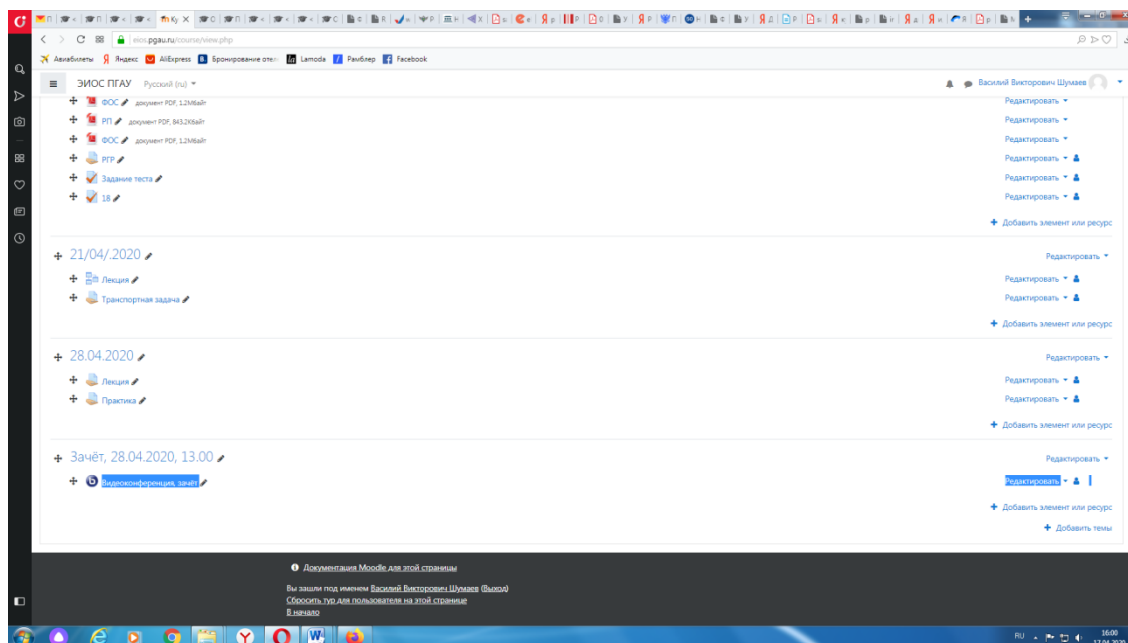 eios.pgau.ru/course/view.php
Авиабилеты Яндекс AliExpress Бронирование отел Lamoda Рамблер Facebook
ЭИОС ПГАУ Русский (ru) Василий Викторович Шумаев
ФОС документ PDF, 1.2Мбайт Редактировать
РП документ PDF, 843.2Кбайт Редактировать
ФОС документ PDF, 1.2Мбайт Редактировать
РГР Редактировать
Задание теста Редактировать
18 Редактировать
Добавить элемент или ресурс
21/04/.2020 Редактировать
Лекция Редактировать
Транспортная задача Редактировать
Добавить элемент или ресурс
28.04.2020 Редактировать
Лекция Редактировать
Практика Редактировать
Добавить элемент или ресурс
Зачёт, 28.04.2020, 13.00 Редактировать
Видеоконференция, зачёт Редактировать
Добавить элемент или ресурс
Добавить темы
Документация Moodle для этой страницы
Вы зашли под именем Василий Викторович Шумаев (Выход)
Сбросить тур для пользователя на этой странице
В начало
RU 16:00
17.04.2020